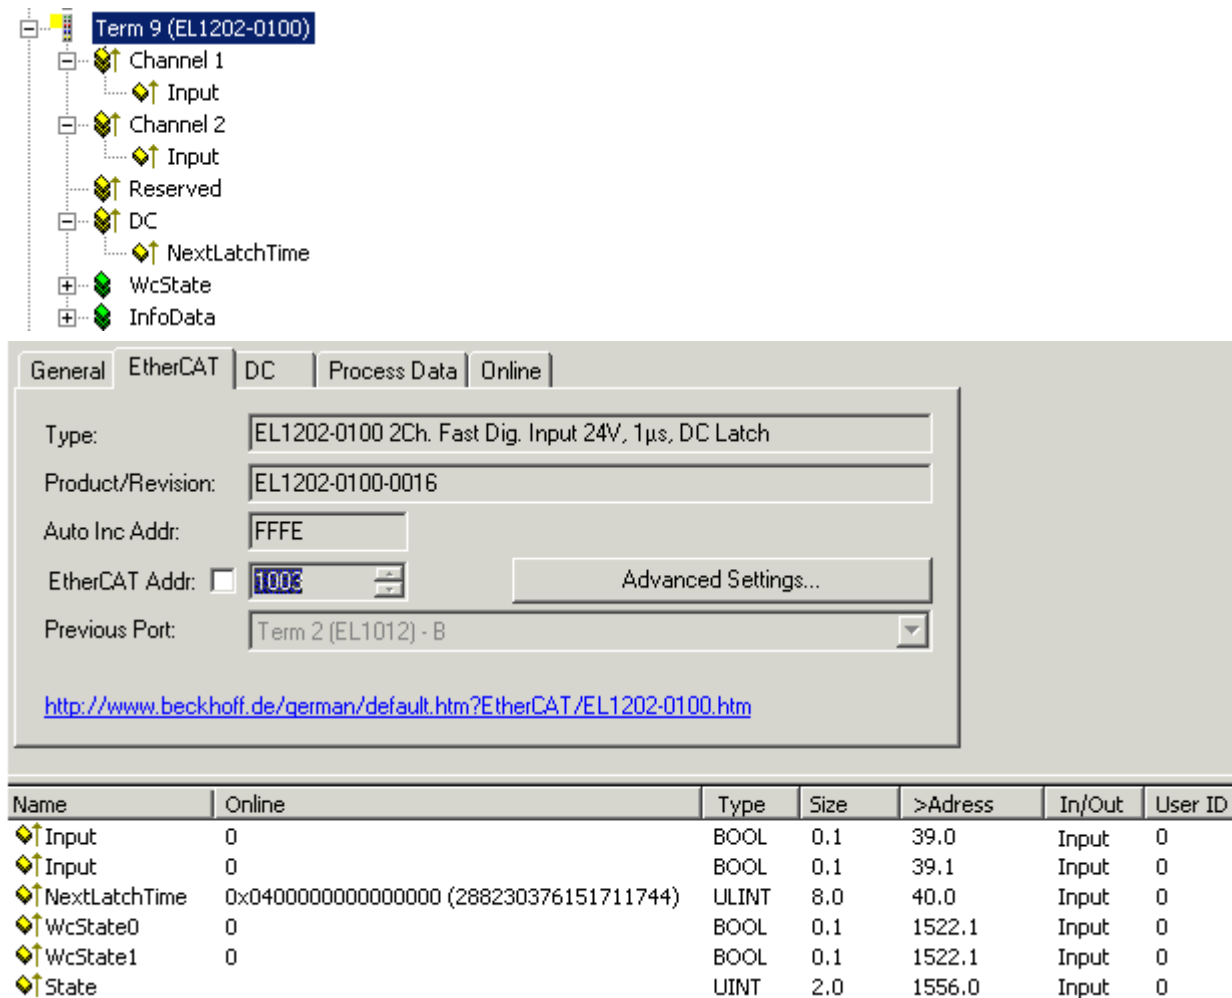 Term 9 (EL1202-0100)
Channel 1
Input
Channel 2
Input
Reserved
DC
NextLatchTime
WcState
InfoData
General EtherCAT DC Process Data Online
Type: EL1202-0100 2Ch. Fast Dig. Input 24V, 1µs, DC Latch
Product/Revision: EL1202-0100-0016
Auto Inc Addr: FFFE
EtherCAT Addr: 1003 Advanced Settings...
Previous Port: Term 2 (EL1012) - B
http://www.beckhoff.de/german/default.htm?EtherCAT/EL1202-0100.htm
Name Online Type Size >Adress In/Out User ID
Input 0 BOOL 0.1 39.0 Input 0
Input 0 BOOL 0.1 39.1 Input 0
NextLatchTime 0x0400000000000000 (288230376151711744) ULINT 8.0 40.0 Input 0
WcState0 0 BOOL 0.1 1522.1 Input 0
WcState1 0 BOOL 0.1 1522.1 Input 0
State UINT 2.0 1556.0 Input 0